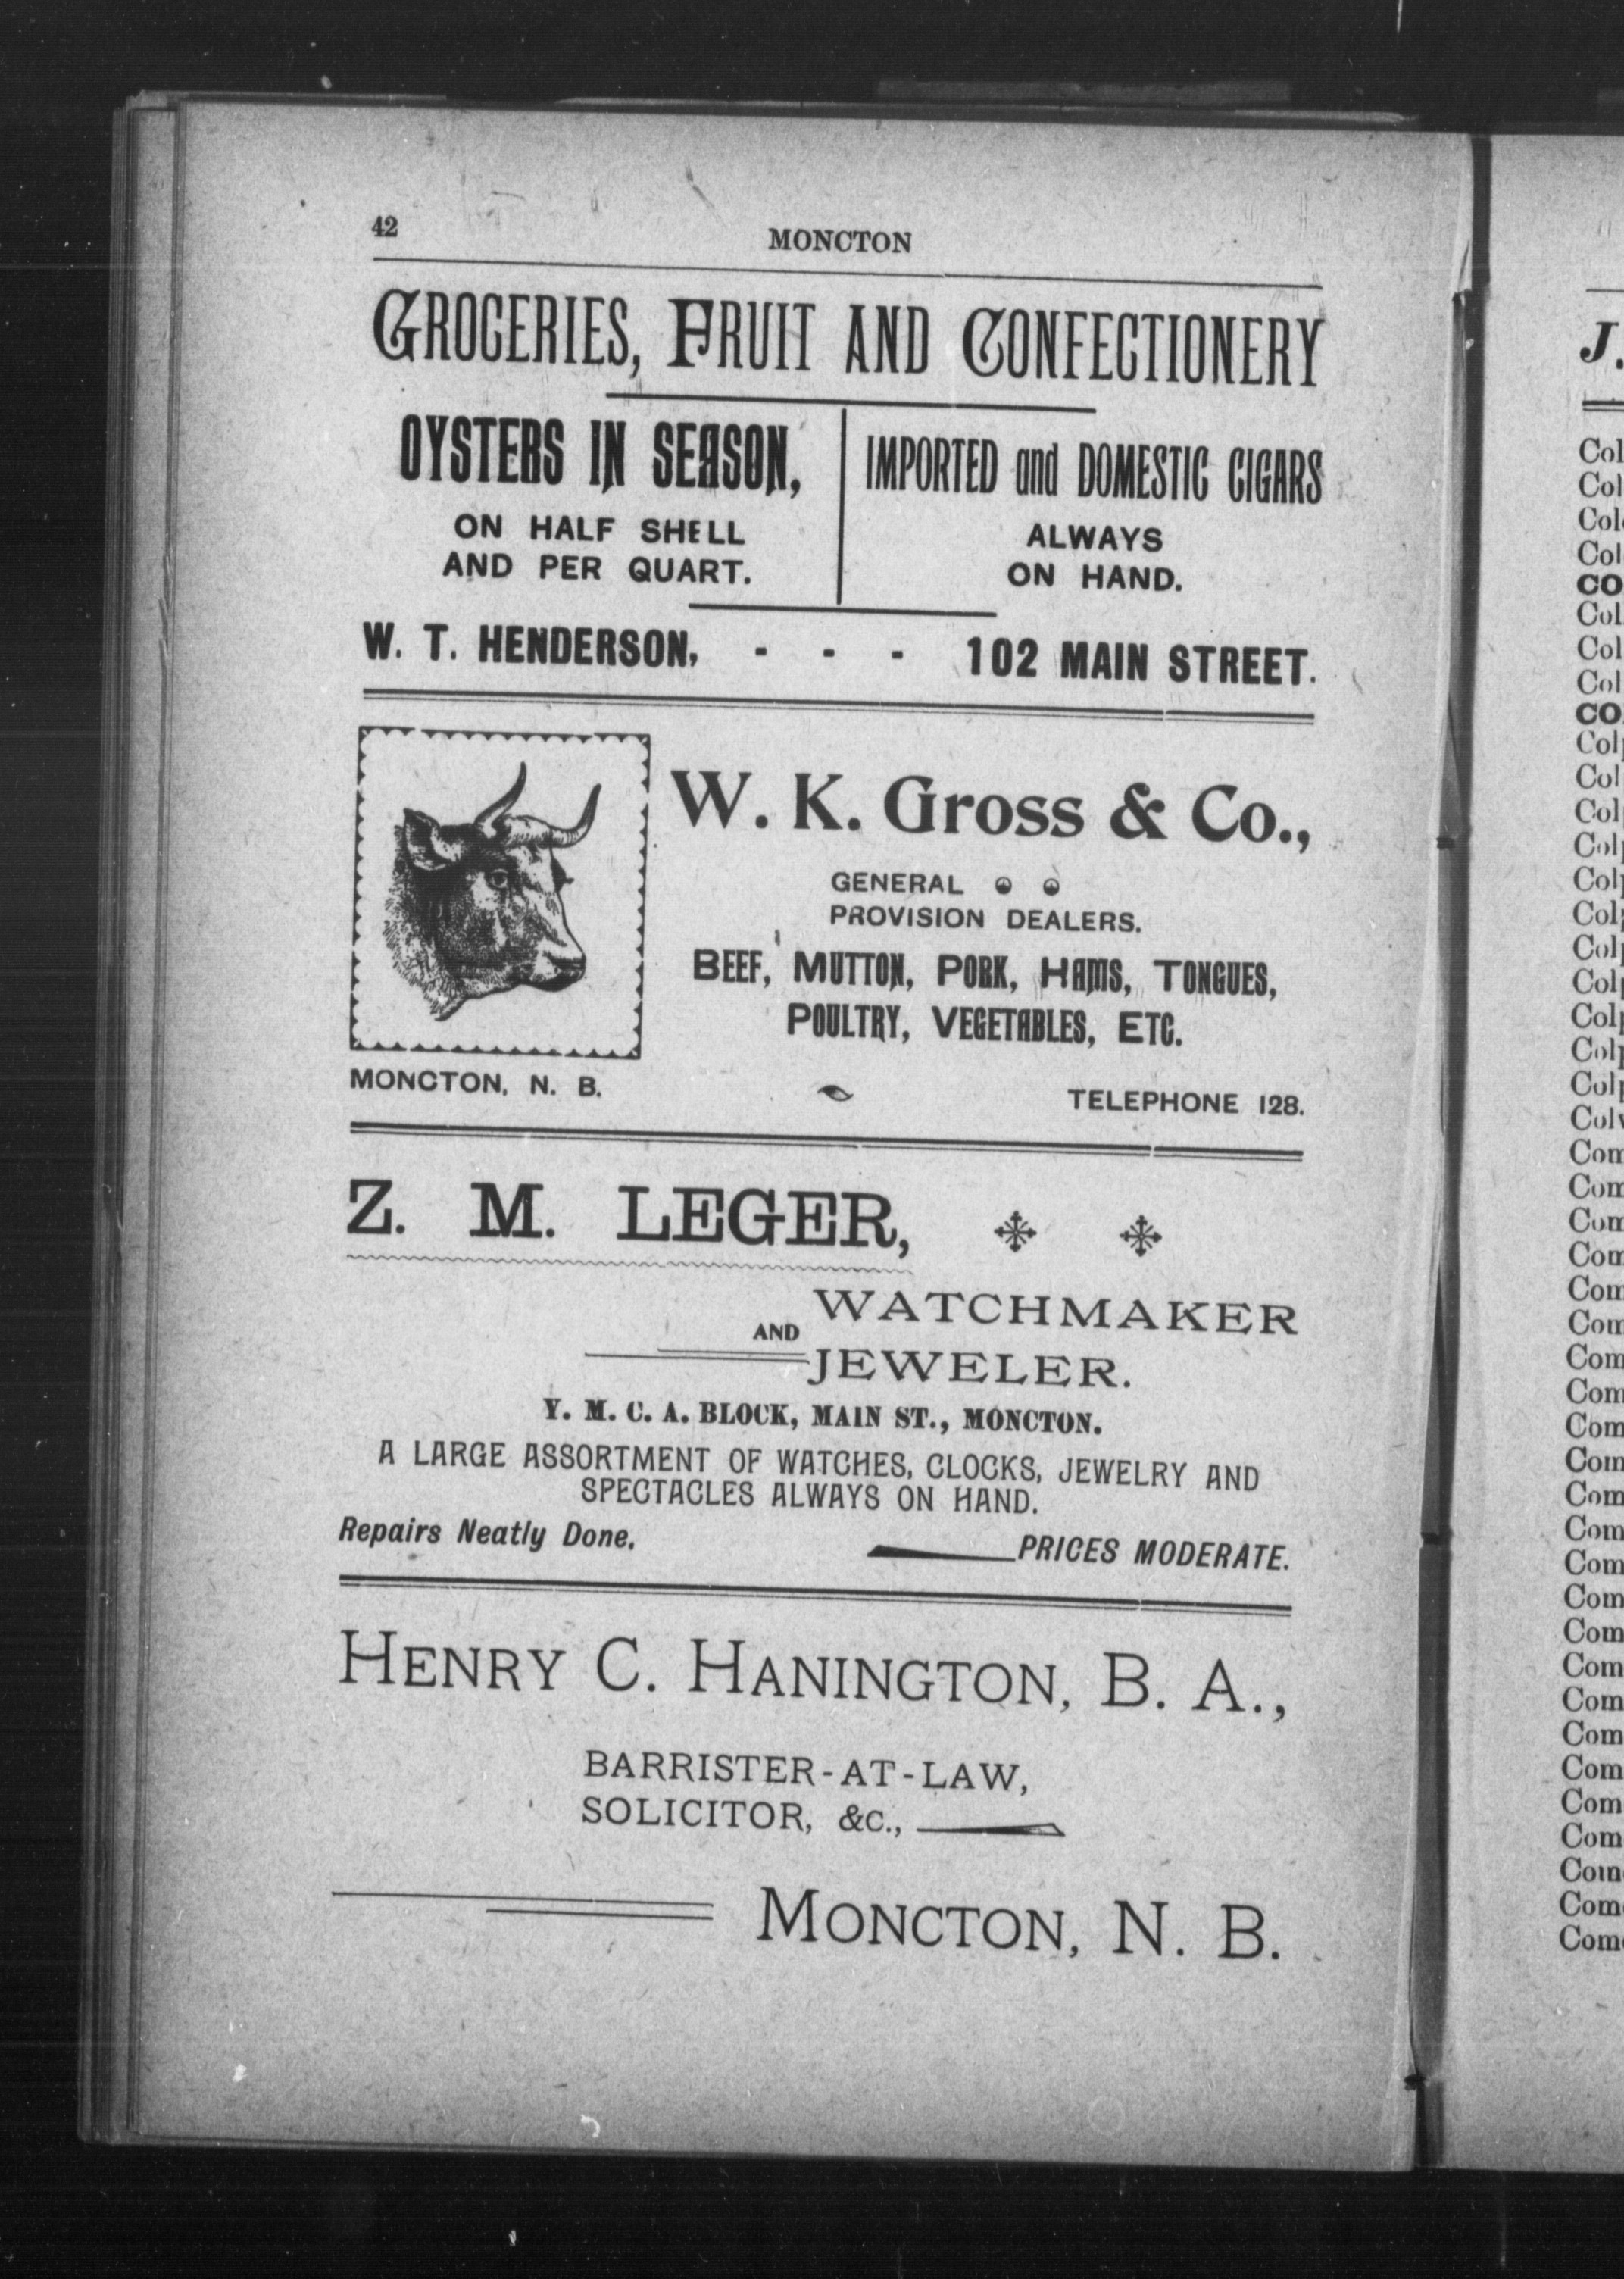 42
MONCTON
GROCERIES, FRUIT AND CONFECTIONERY
OYSTERS IN SEASON,
ON HALF SHELL
AND PER QUART.
IMPORTED and DOMESTIC CIGARS
ALWAYS
ON HAND.
W. T. HENDERSON, - - - 102 MAIN STREET.
W. K. Gross & Co.,
GENERAL
PROVISION DEALERS.
BEEF, MUTTON, PORK, HAMS, TONGUES,
POULTRY, VEGETABLES, ETC.
MONCTON, N. B. TELEPHONE 128.
Z. M. LEGER,
WATCHMAKER
AND
JEWELER.
Y. M. C. A. BLOCK, MAIN ST., MONCTON.
A LARGE ASSORTMENT OF WATCHES, CLOCKS, JEWELRY AND
SPECTACLES ALWAYS ON HAND.
Repairs Neatly Done. PRICES MODERATE.
HENRY C. HANINGTON, B. A.,
BARRISTER-AT-LAW,
SOLICITOR, &C.,
MONCTON, N. B.
J.